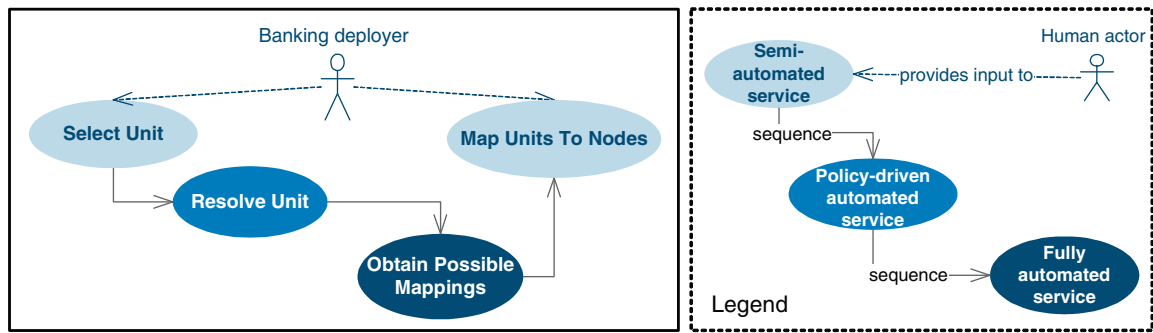 Banking deployer
Select Unit
Map Units To Nodes
Resolve Unit
Obtain Possible
Mappings
Human actor
Semi-
automated
service
provides input to
sequence
Policy-driven
automated
service
sequence
Fully
automated
service
Legend